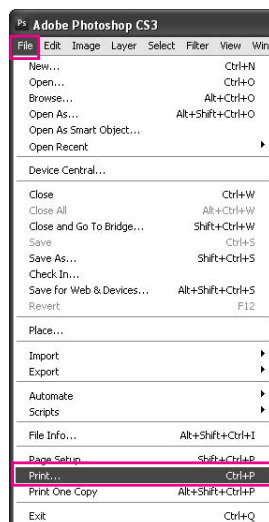 Ps Adobe Photoshop CS3
File Edit Image Layer Select Filter View Win
New... Ctrl+N
Open... Ctrl+O
Browse... Alt+Ctrl+O
Open As... Alt+Shift+Ctrl+O
Open As Smart Object...
Open Recent
Device Central...
Close Ctrl+W
Close All Alt+Ctrl+W
Close and Go To Bridge... Shift+Ctrl+W
Save Ctrl+S
Save As... Shift+Ctrl+S
Check In...
Save for Web & Devices... Alt+Shift+Ctrl+S
Revert F12
Place...
Import
Export
Automate
Scripts
File Info... Alt+Shift+Ctrl+I
Page Setup... Shift+Ctrl+P
Print... Ctrl+P
Print One Copy Alt+Shift+Ctrl+P
Exit Ctrl+Q